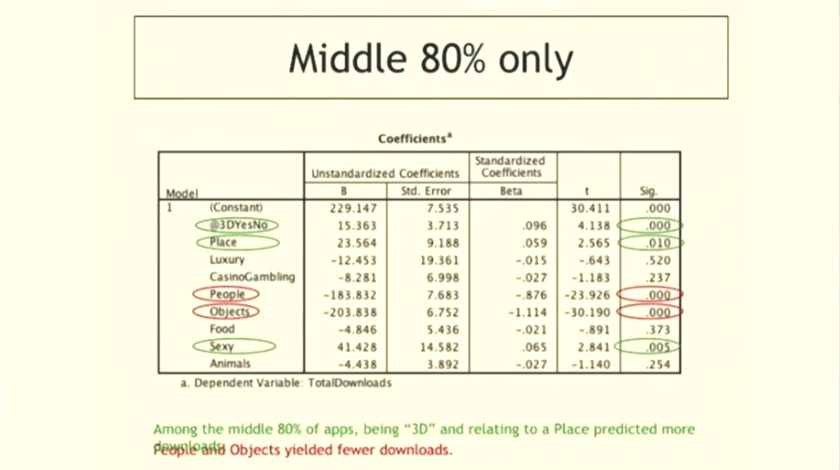 Middle 80% only
Coefficientsa
Model Unstandardized Coefficients Standardized Coefficients t Sig.
B Std. Error Beta
1 (Constant) 229.147 7.535 30.411 .000
@3DYesNo 15.363 3.713 .096 4.138 .000
Place 23.564 9.188 .059 2.565 .010
Luxury -12.453 19.361 -.015 -.643 .520
CasinoGambling -8.281 6.998 -.027 -1.183 .237
People -183.832 7.683 -.876 -23.926 .000
Objects -203.838 6.752 -1.114 -30.190 .000
Food -4.846 5.436 -.021 -.891 .373
Sexy 41.428 14.582 .065 2.841 .005
Animals -4.438 3.892 -.027 -1.140 .254
a. Dependent Variable: TotalDownloads
Among the middle 80% of apps, being "3D" and relating to a Place predicted more
downloads.
People and Objects yielded fewer downloads.